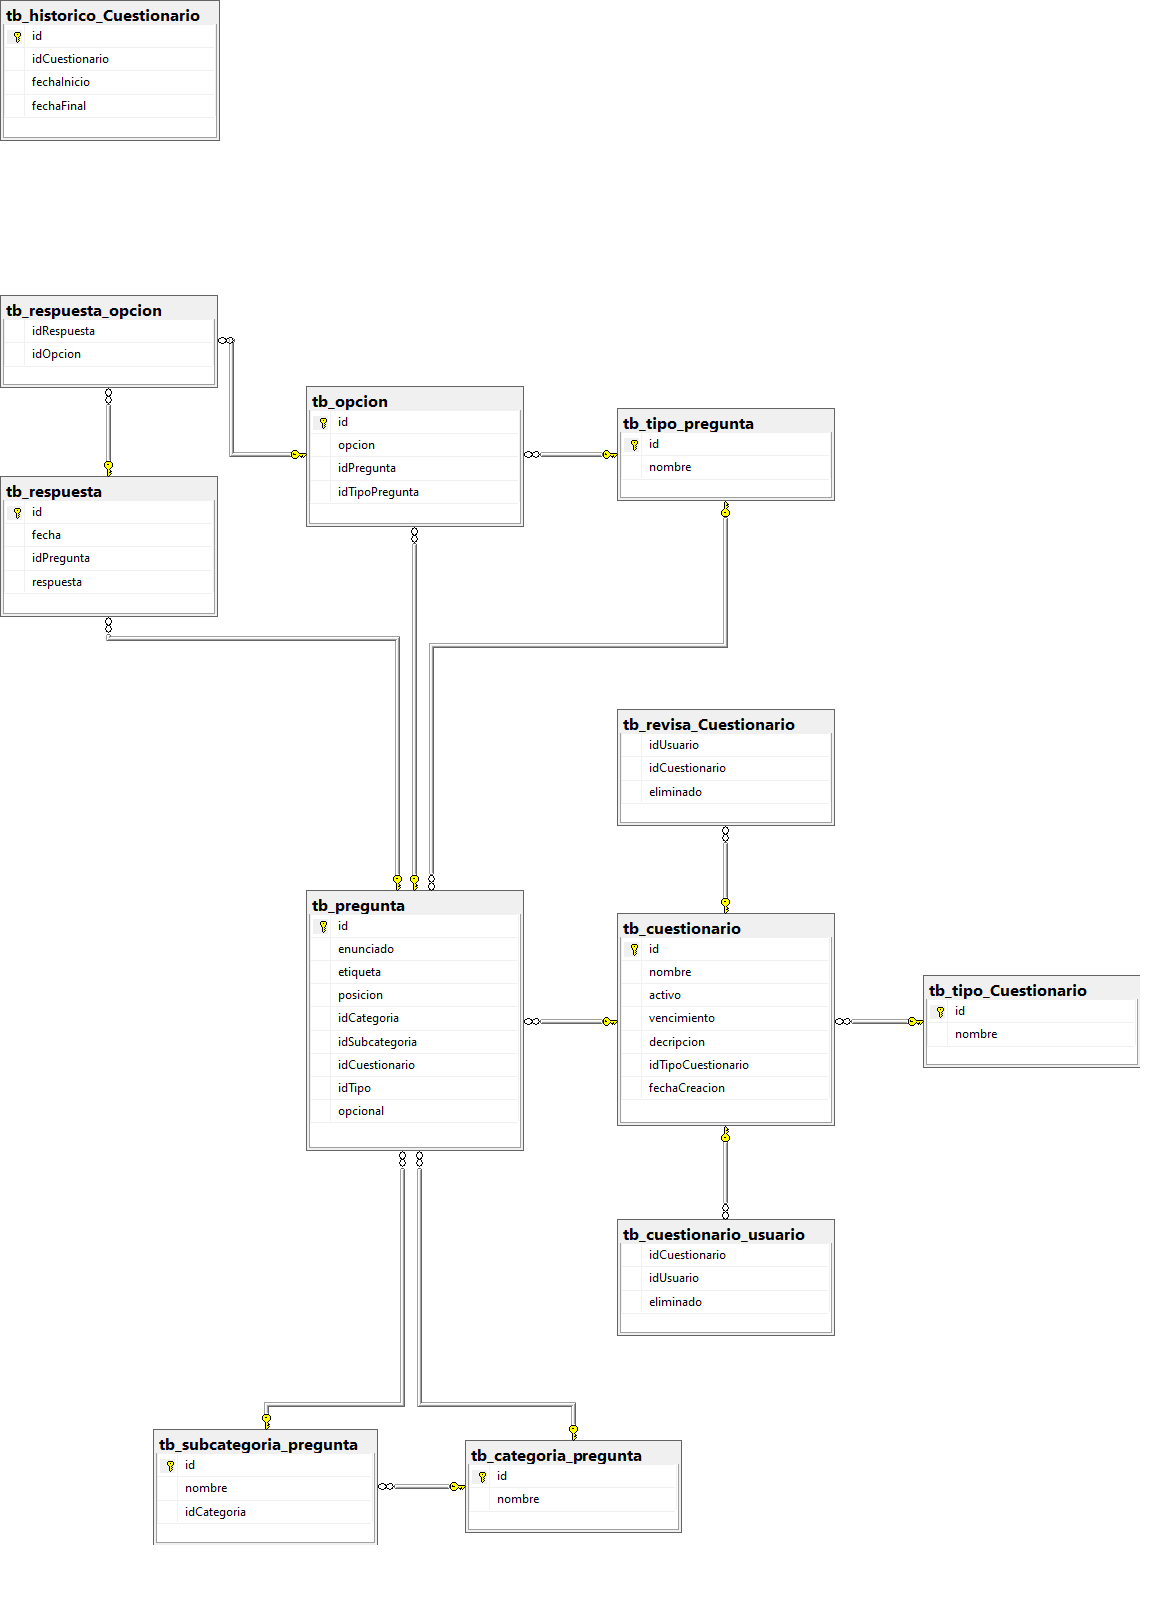 tb_historico_Cuestionario
id
idCuestionario
fechaInicio
fechaFinal
tb_respuesta_opcion
idRespuesta
idOpcion
tb_opcion
id
opcion
idPregunta
idTipoPregunta
tb_tipo_pregunta
id
nombre
tb_respuesta
id
fecha
idPregunta
respuesta
tb_revisa_Cuestionario
idUsuario
idCuestionario
eliminado
tb_pregunta
id
enunciado
etiqueta
posicion
idCategoria
idSubcategoria
idCuestionario
idTipo
opcional
tb_cuestionario
id
nombre
activo
vencimiento
decripcion
idTipoCuestionario
fechaCreacion
tb_tipo_Cuestionario
id
nombre
tb_cuestionario_usuario
idCuestionario
idUsuario
eliminado
tb_subcategoria_pregunta
id
nombre
idCategoria
tb_categoria_pregunta
id
nombre